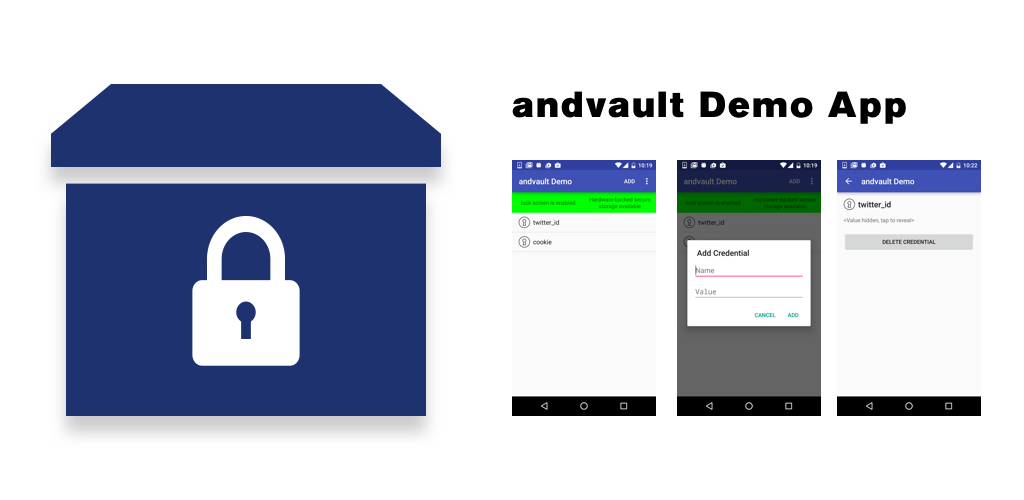 andvault Demo App
10:19
andvault Demo ADD
lock screen is enabled
Hardware backed secure
storage available
twitter_id
cookie
10:19
andvault Demo ADD
lock screen is enabled
Hardware backed secure
storage available
twitter_id
Add Credential
Name
Value
CANCEL ADD
10:22
andvault Demo
twitter_id
<Value hidden, tap to reveal>
DELETE CREDENTIAL